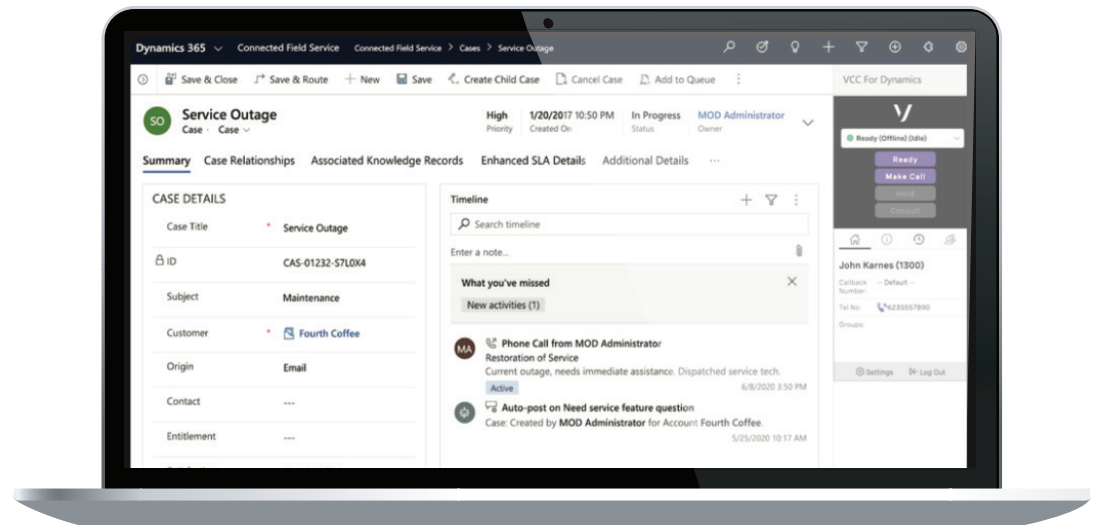 Dynamics 365 Connected Field Service Connected Field Service > Cases > Service Outage
Save & Close Save & Route New Save Create Child Case Cancel Case Add to Queue
VCC For Dynamics
SO
Service Outage
Case · Case
High
Priority
1/20/2017 10:50 PM
Created On
In Progress
Status
MOD Administrator
Owner
Summary Case Relationships Associated Knowledge Records Enhanced SLA Details Additional Details ...
CASE DETAILS
Case Title * Service Outage
ID CAS-01232-S7L0X4
Subject Maintenance
Customer * Fourth Coffee
Origin Email
Contact ---
Entitlement ---
Timeline
Search timeline
Enter a note...
What you've missed
New activities (1)
MA
Phone Call from MOD Administrator
Restoration of Service
Current outage, needs immediate assistance. Dispatched service tech.
Active 6/8/2020 3:50 PM
Auto-post on Need service feature question
Case: Created by MOD Administrator for Account Fourth Coffee.
5/25/2020 10:17 AM
Ready (Offline) (Idle)
Ready
Make Call
Hold
Consult
John Karnes (1300)
Callback Number: -- Default --
Tel No: 6235557890
Groups:
Settings Log Out